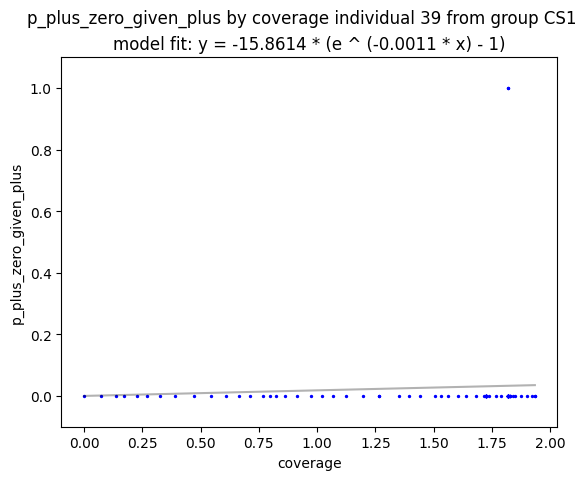 p_plus_zero_given_plus by coverage individual 39 from group CS1
model fit: y = -15.8614 * (e ^ (-0.0011 * x) - 1)
p_plus_zero_given_plus
1.0
0.8
0.6
0.4
0.2
0.0
0.00 0.25 0.50 0.75 1.00 1.25 1.50 1.75 2.00
coverage